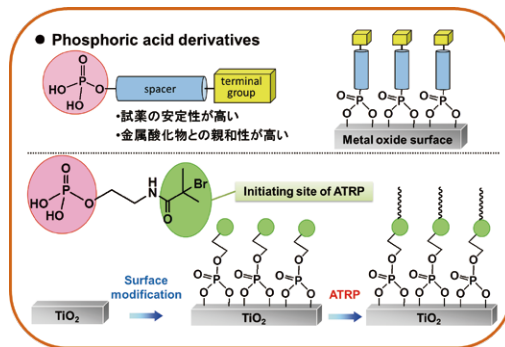 ● Phosphoric acid derivatives
O
HO-P-O
HO
spacer
terminal
group
•試薬の安定性が高い
•金属酸化物との親和性が高い
O O O
P P P
O O O O O O
Metal oxide surface
O
HO-P-O
HO
H
N
O
Br
Initiating site of ATRP
Surface
modification
ATRP
O O O
O P O P O P
O O O O O O
O O O
O P O P O P
O O O O O O
TiO2
TiO2
TiO2